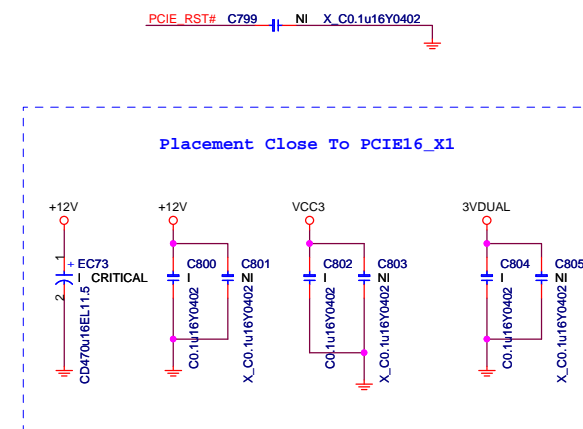 PCIE_RST# C799 NI X_C0.1u16Y0402
Placement Close To PCIE16_X1
+12V +12V VCC3 3VDUAL
1 + EC73 C800 C801 C802 C803 C804 C805
I CRITICAL I NI I NI I NI
2
CD470u16EL11.5 C0.1u16Y0402 X_C0.1u16Y0402 C0.1u16Y0402 X_C0.1u16Y0402 C0.1u16Y0402 X_C0.1u16Y0402